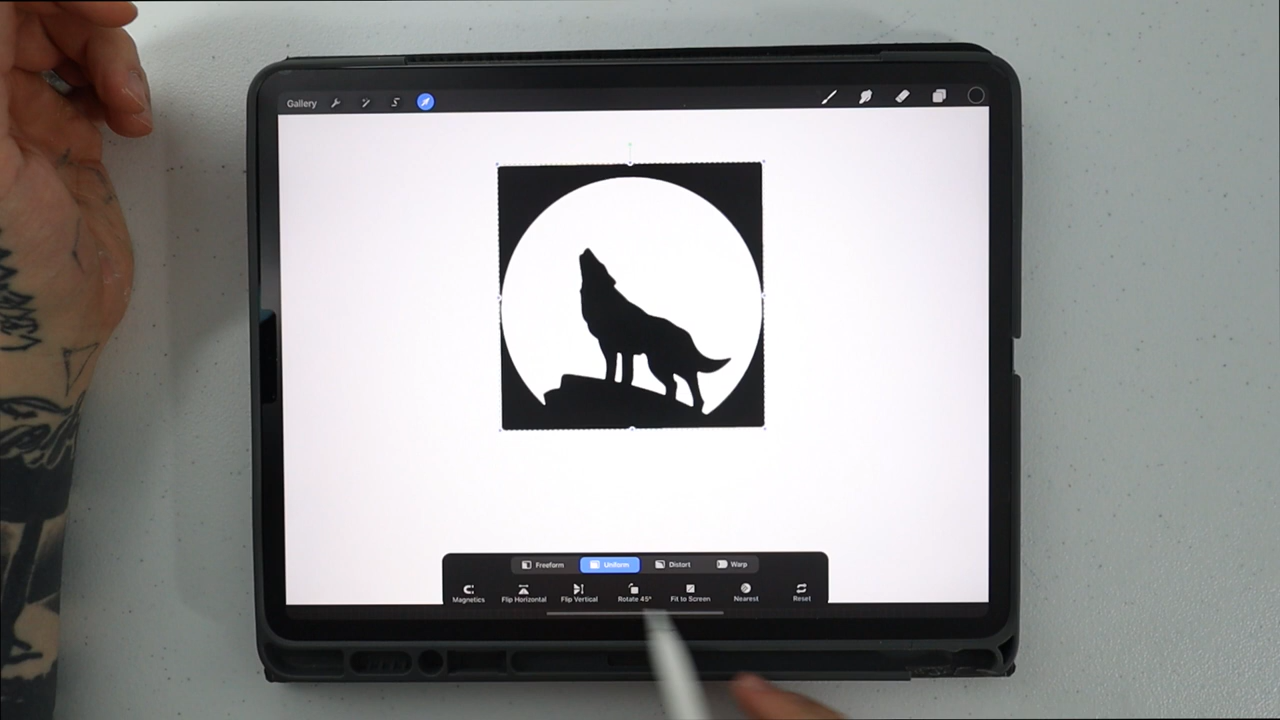 Gallery
Freeform Uniform Distort Warp
Magnetics Flip Horizontal Flip Vertical Rotate 45° Fit to Screen Nearest Reset